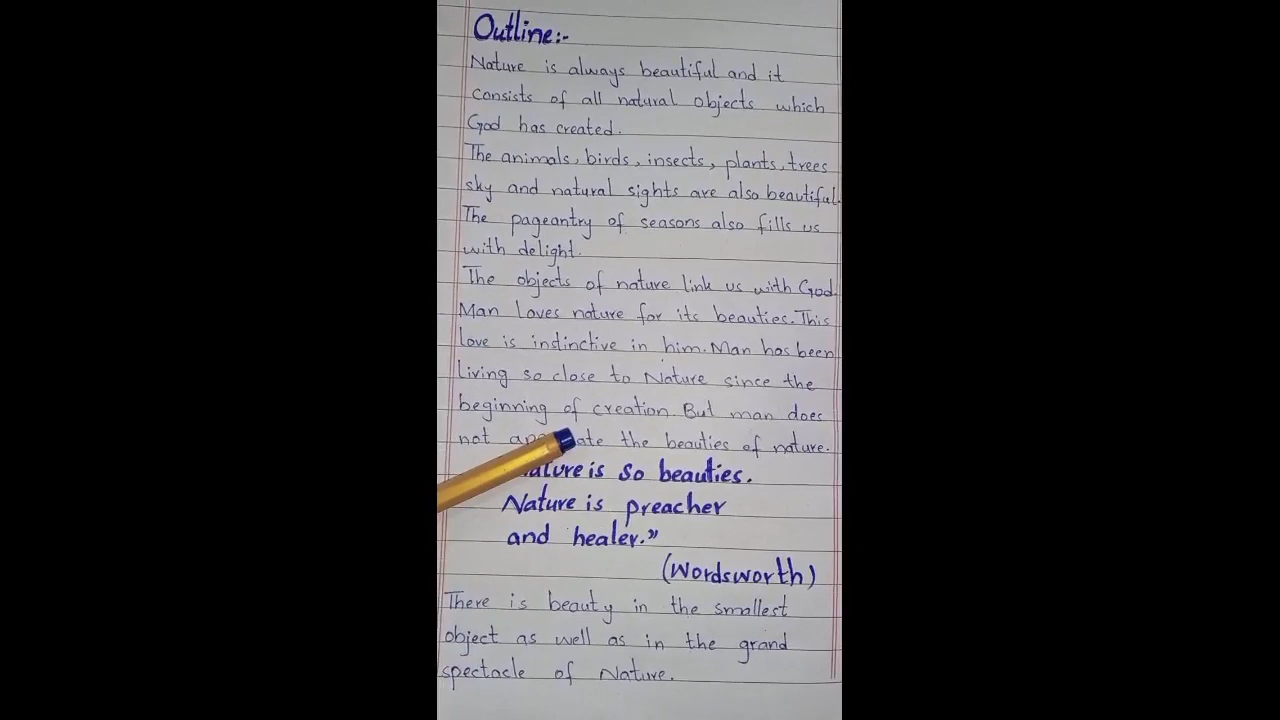 Outline:-
Nature is always beautiful and it
consists of all natural objects which
God has created.
The animals, birds, insects, plants, trees
sky and natural sights are also beautiful.
The pageantry of seasons also fills us
with delight.
The objects of nature link us with God
Man loves nature for its beauties. This
love is instinctive in him. Man has been
living so close to Nature since the
beginning of creation. But man does
not the beauties of nature.
is so beauties.
Nature is preacher
and healer."
(Wordsworth)
There is beauty in the smallest
object as well as in the grand
spectacle of Nature.